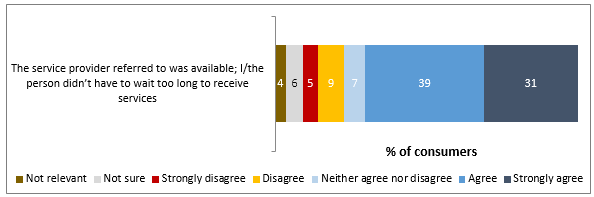 The service provider referred to was available; I/the
person didn't have to wait too long to receive
services
4 6 5 9 7 39 31
% of consumers
Not relevant Not sure Strongly disagree Disagree Neither agree nor disagree Agree Strongly agree